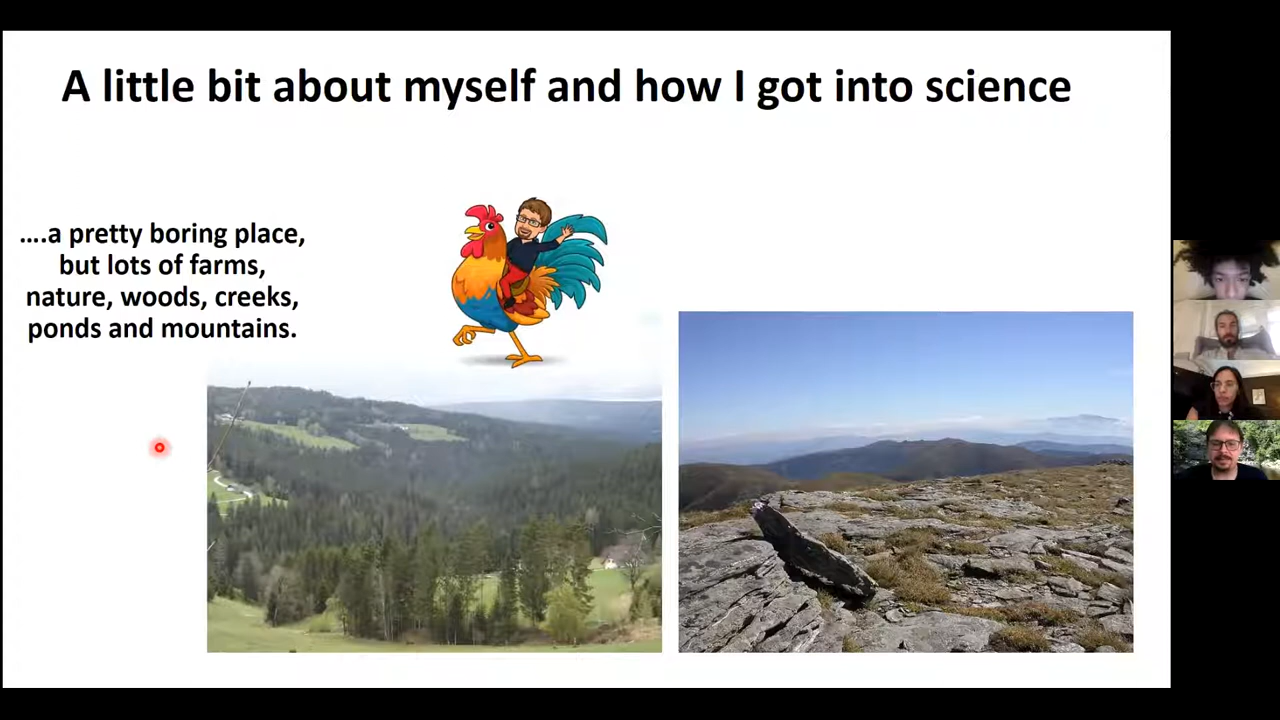 A little bit about myself and how I got into science
....a pretty boring place,
but lots of farms,
nature, woods, creeks,
ponds and mountains.